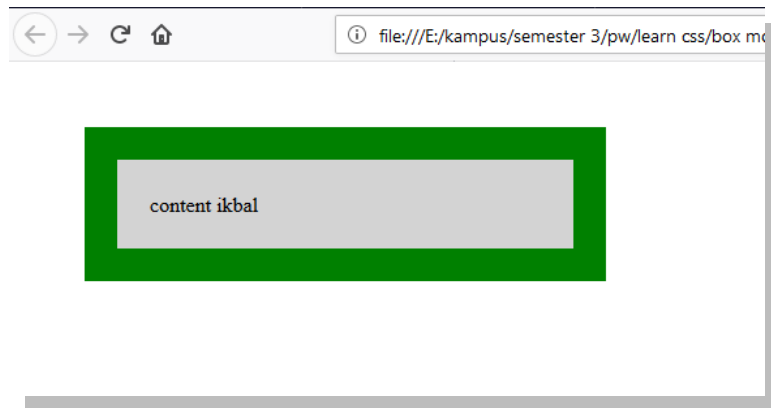 file:///E:/kampus/semester 3/pw/learn css/box mo
content ikbal